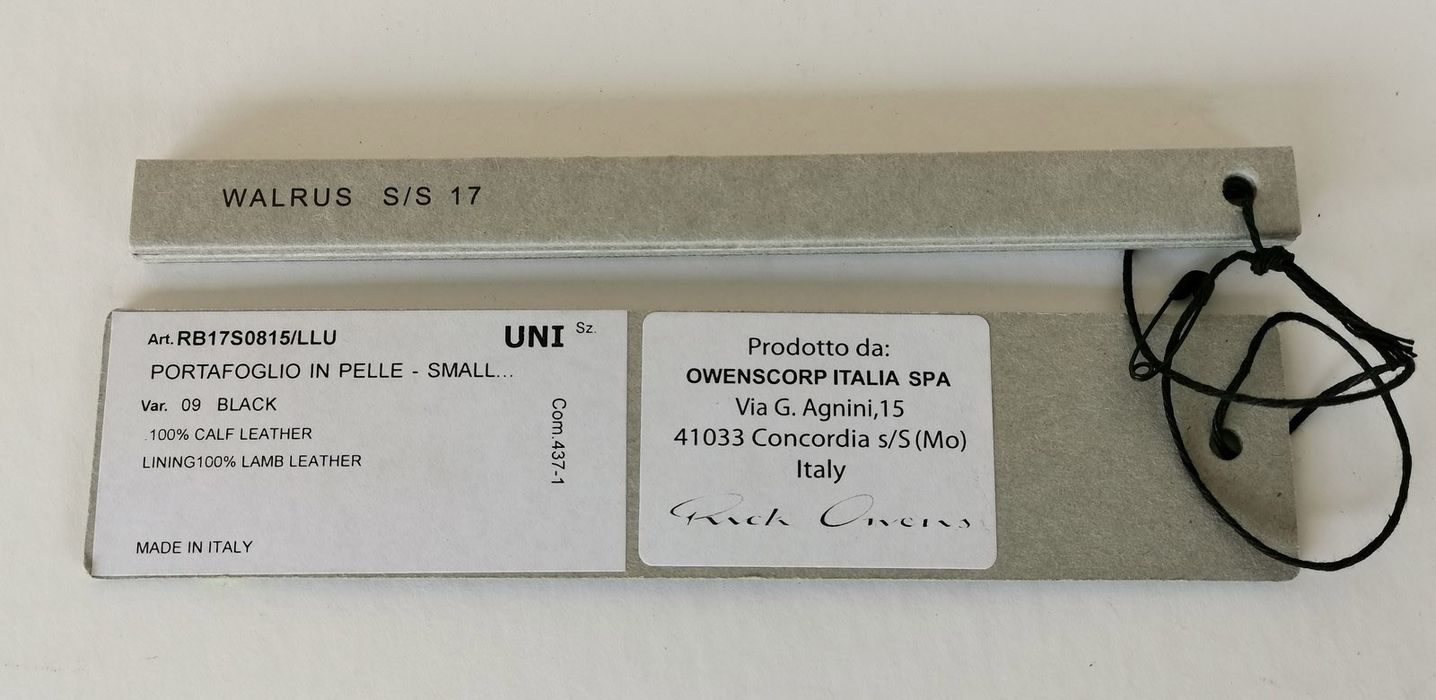 WALRUS S/S 17
Art. RB17S0815/LLU
UNI Sz.
PORTAFOGLIO IN PELLE - SMALL...
Var. 09 BLACK
.100% CALF LEATHER
LINING100% LAMB LEATHER
MADE IN ITALY
Com.437-1
Prodotto da:
OWENSCORP ITALIA SPA
Via G. Agnini,15
41033 Concordia s/S (Mo)
Italy
Rick Owens